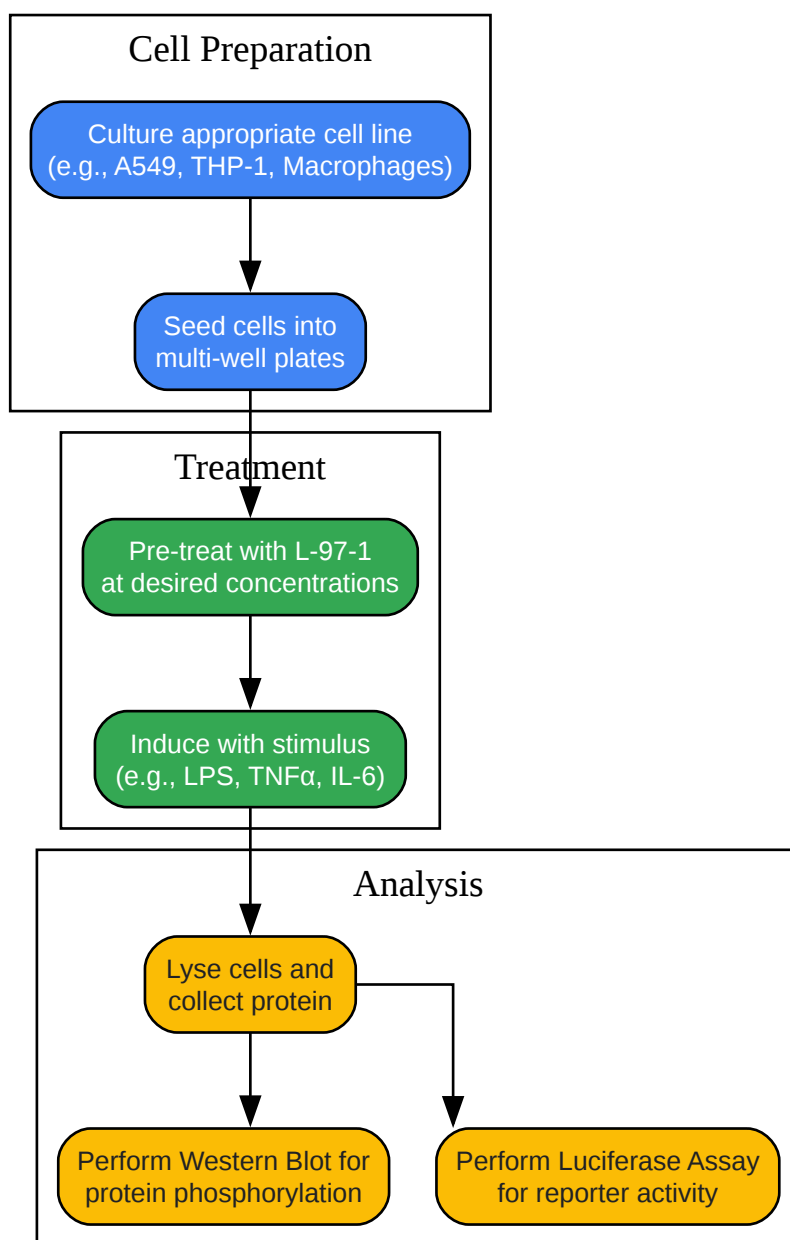 Cell Preparation
Culture appropriate cell line
(e.g., A549, THP-1, Macrophages)
Seed cells into
multi-well plates
Treatment
Pre-treat with L-97-1
at desired concentrations
Induce with stimulus
(e.g., LPS, TNFα, IL-6)
Analysis
Lyse cells and
collect protein
Perform Western Blot for
protein phosphorylation
Perform Luciferase Assay
for reporter activity